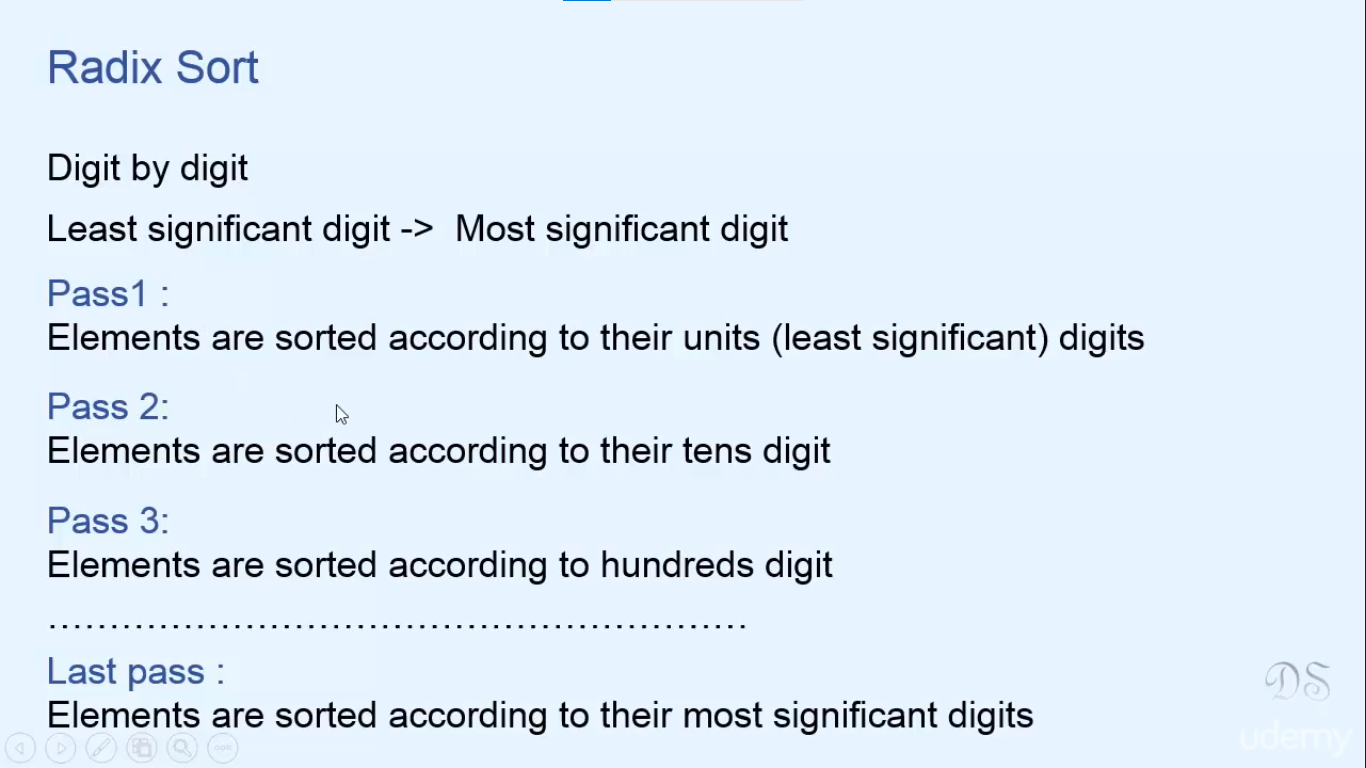 Radix Sort
Digit by digit
Least significant digit -> Most significant digit
Pass1 :
Elements are sorted according to their units (least significant) digits
Pass 2:
Elements are sorted according to their tens digit
Pass 3:
Elements are sorted according to hundreds digit
…………………………………………………
Last pass :
Elements are sorted according to their most significant digits
DS
udemy